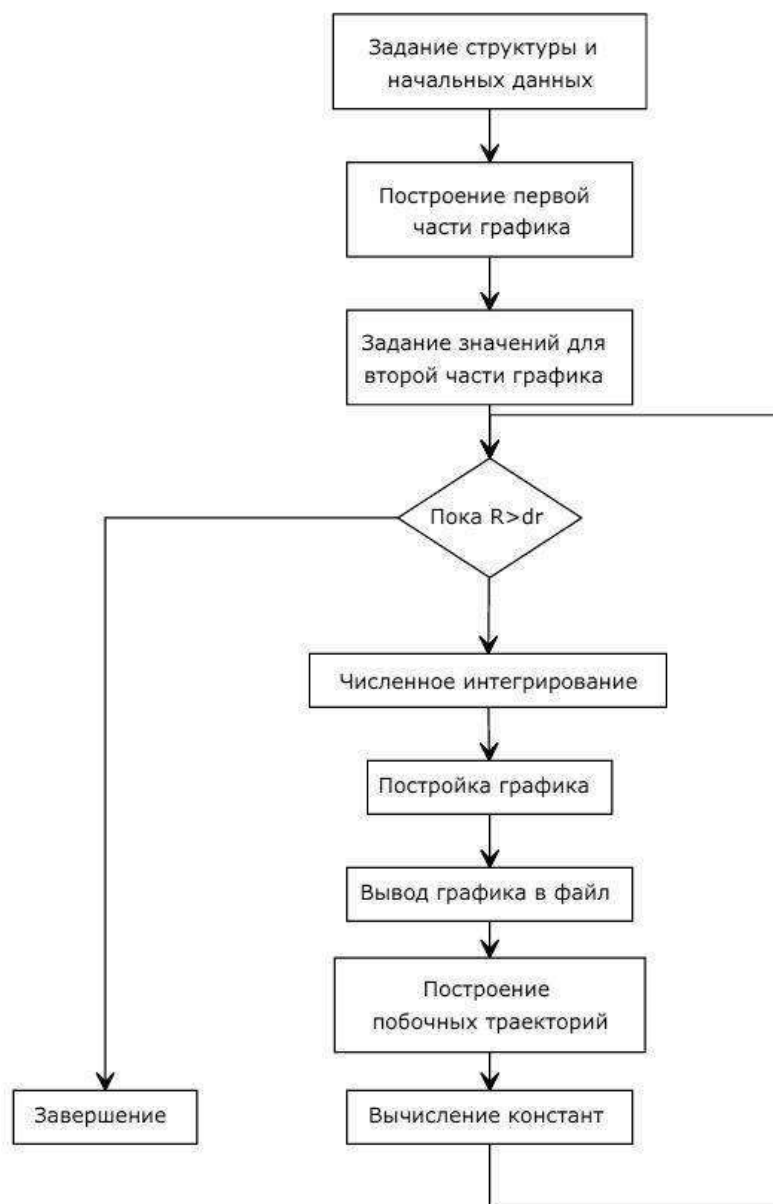 Задание структуры и
начальных данных
Построение первой
части графика
Задание значений для
второй части графика
Пока R>dr
Численное интегрирование
Постройка графика
Вывод графика в файл
Построение
побочных траекторий
Завершение
Вычисление констант